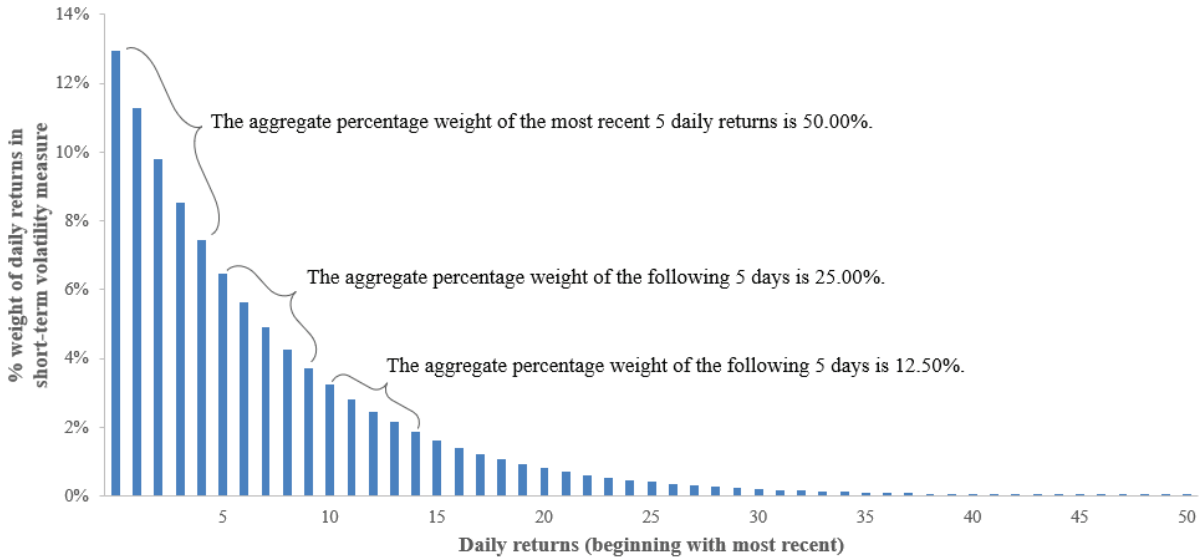 14%
12%
10%
8%
6%
4%
2%
0%
% weight of daily returns in
short-term volatility measure
The aggregate percentage weight of the most recent 5 daily returns is 50.00%.
The aggregate percentage weight of the following 5 days is 25.00%.
The aggregate percentage weight of the following 5 days is 12.50%.
5 10 15 20 25 30 35 40 45 50
Daily returns (beginning with most recent)